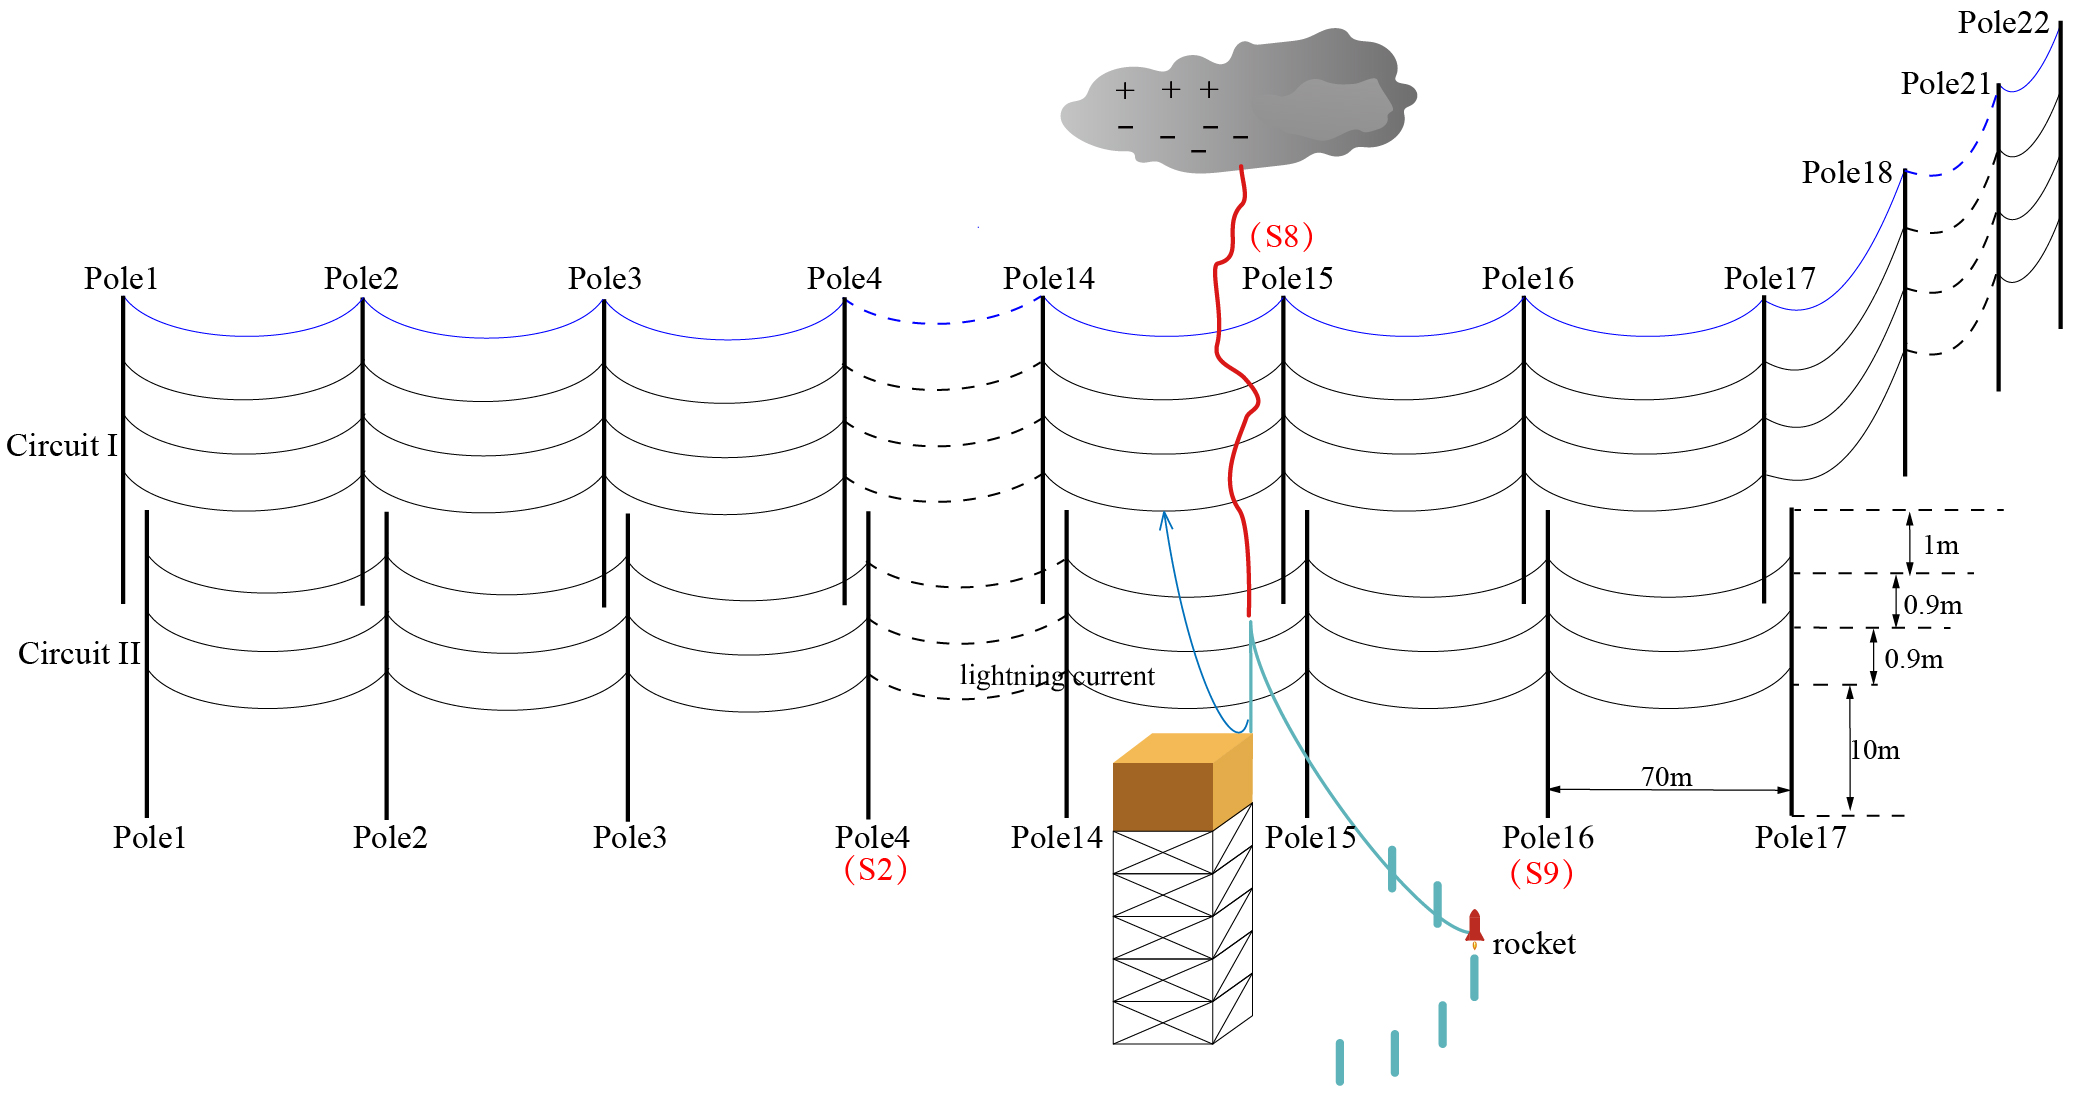 Pole22
Pole21
Pole18
+ + +
− − − − −
(S8)
Pole1 Pole2 Pole3 Pole4 Pole14 Pole15 Pole16 Pole17
Circuit I
1m
0.9m
Circuit II
0.9m
lightning current
10m
70m
Pole1 Pole2 Pole3 Pole4 Pole14 Pole15 Pole16 Pole17
(S2) (S9)
rocket